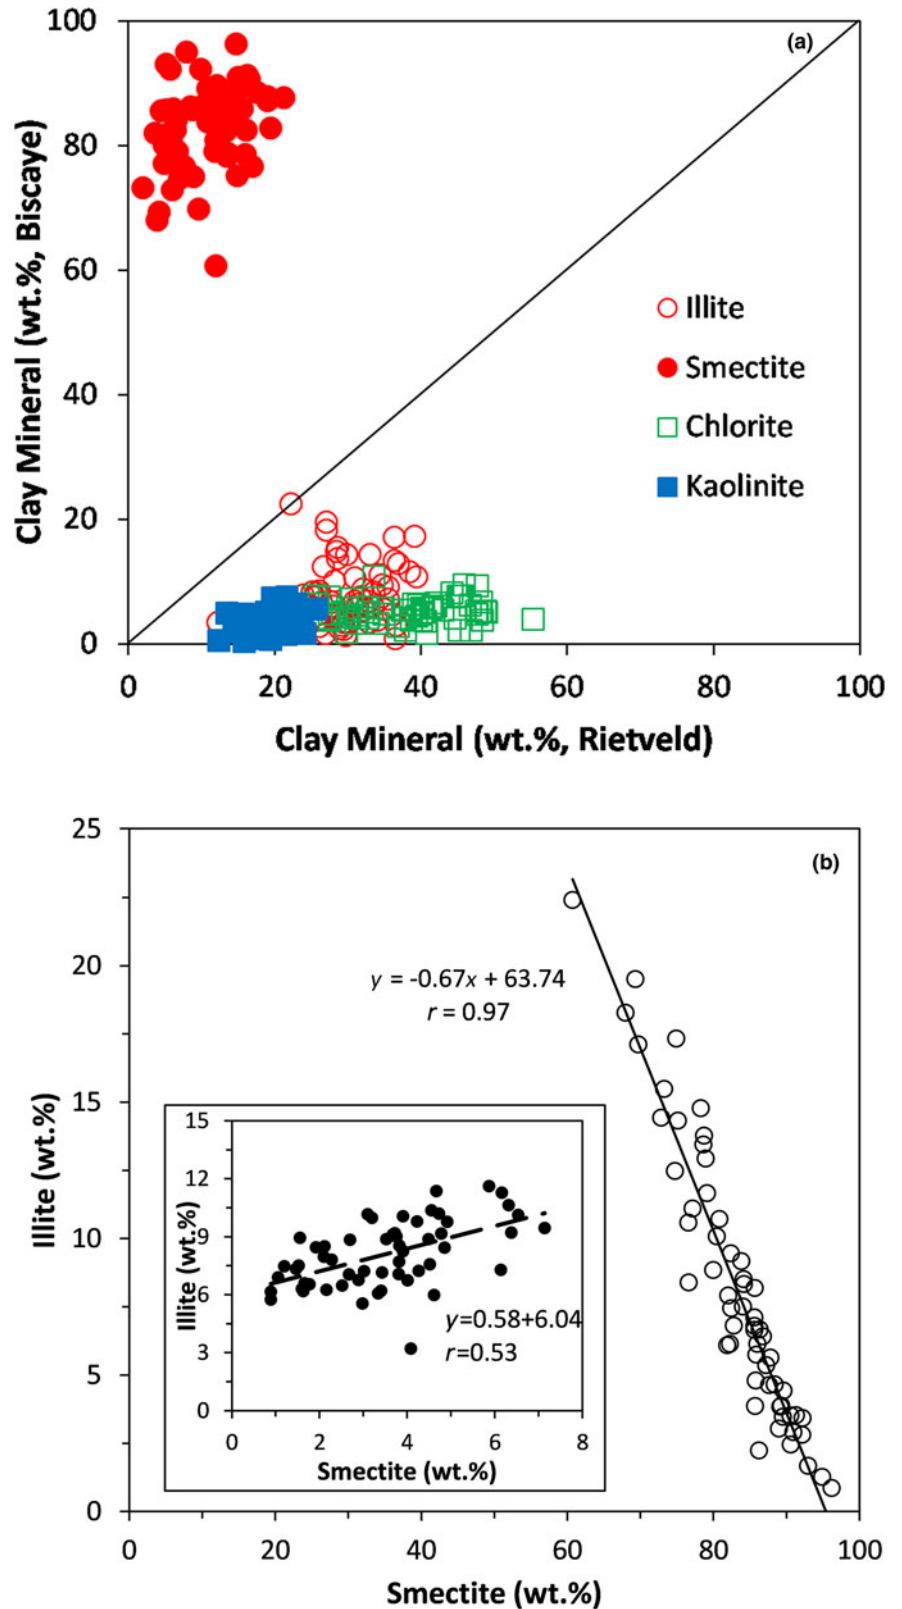 100
(a)
80
60
40
20
0
Clay Mineral (wt.%, Biscaye)
Illite
Smectite
Chlorite
Kaolinite
0 20 40 60 80 100
Clay Mineral (wt.%, Rietveld)
25
(b)
20
15
10
5
0
Illite (wt.%)
y = -0.67x + 63.74
r = 0.97
15
12
9
6
3
0
Illite (wt.%)
y=0.58+6.04
r=0.53
0 2 4 6 8
Smectite (wt.%)
0 20 40 60 80 100
Smectite (wt.%)